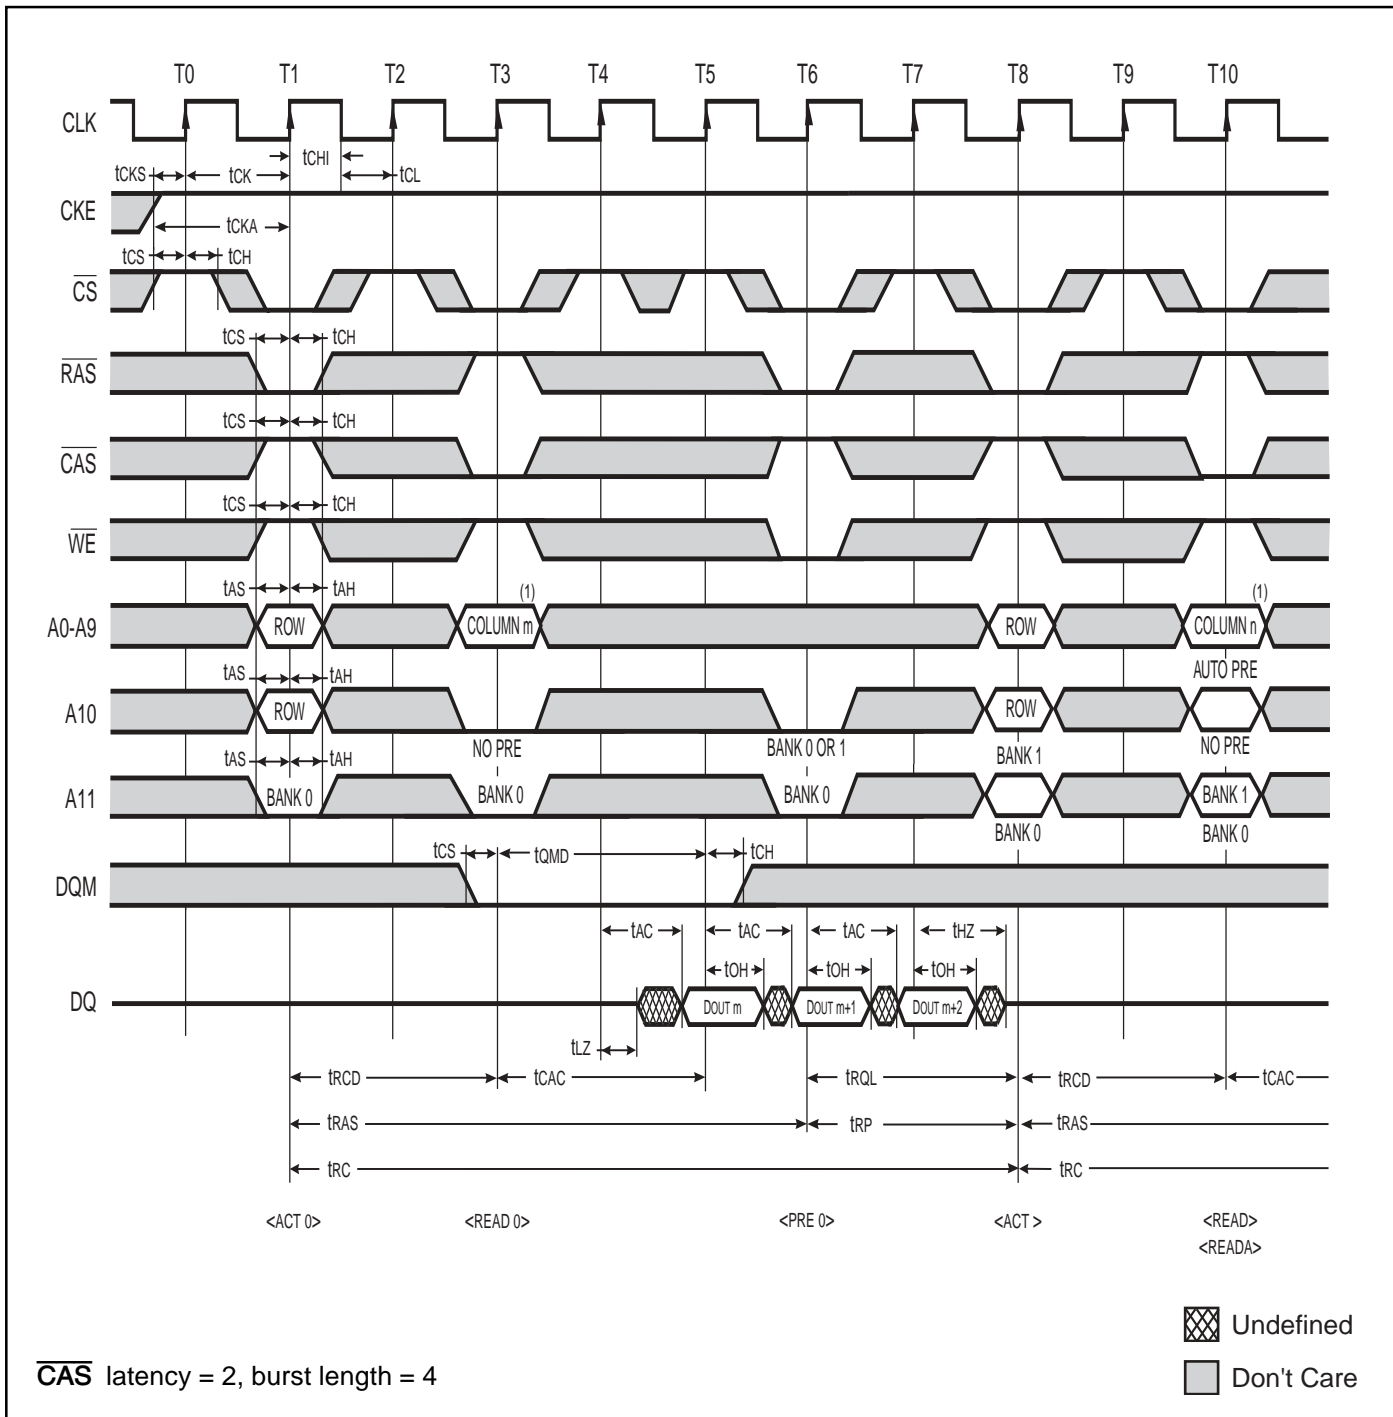 T0 T1 T2 T3 T4 T5 T6 T7 T8 T9 T10
CLK
tCHI
tCKS tCK tCL
CKE
tCKA
tCS tCH
CS
tCS tCH
RAS
tCS tCH
CAS
tCS tCH
WE
tAS tAH (1) (1)
A0-A9 ROW COLUMN m ROW COLUMN n
tAS tAH AUTO PRE
A10 ROW ROW
NO PRE BANK 0 OR 1 BANK 1 NO PRE
tAS tAH
A11 BANK 0 BANK 0 BANK 0 BANK 1
BANK 0 BANK 0
tCS tQMD tCH
DQM
tAC tAC tAC tHZ
tOH tOH tOH
DQ DOUT m DOUT m+1 DOUT m+2
tLZ
tRCD tCAC tRQL tRCD tCAC
tRAS tRP tRAS
tRC tRC
<ACT 0> <READ 0> <PRE 0> <ACT > <READ>
<READA>
Undefined
CAS latency = 2, burst length = 4
Don't Care